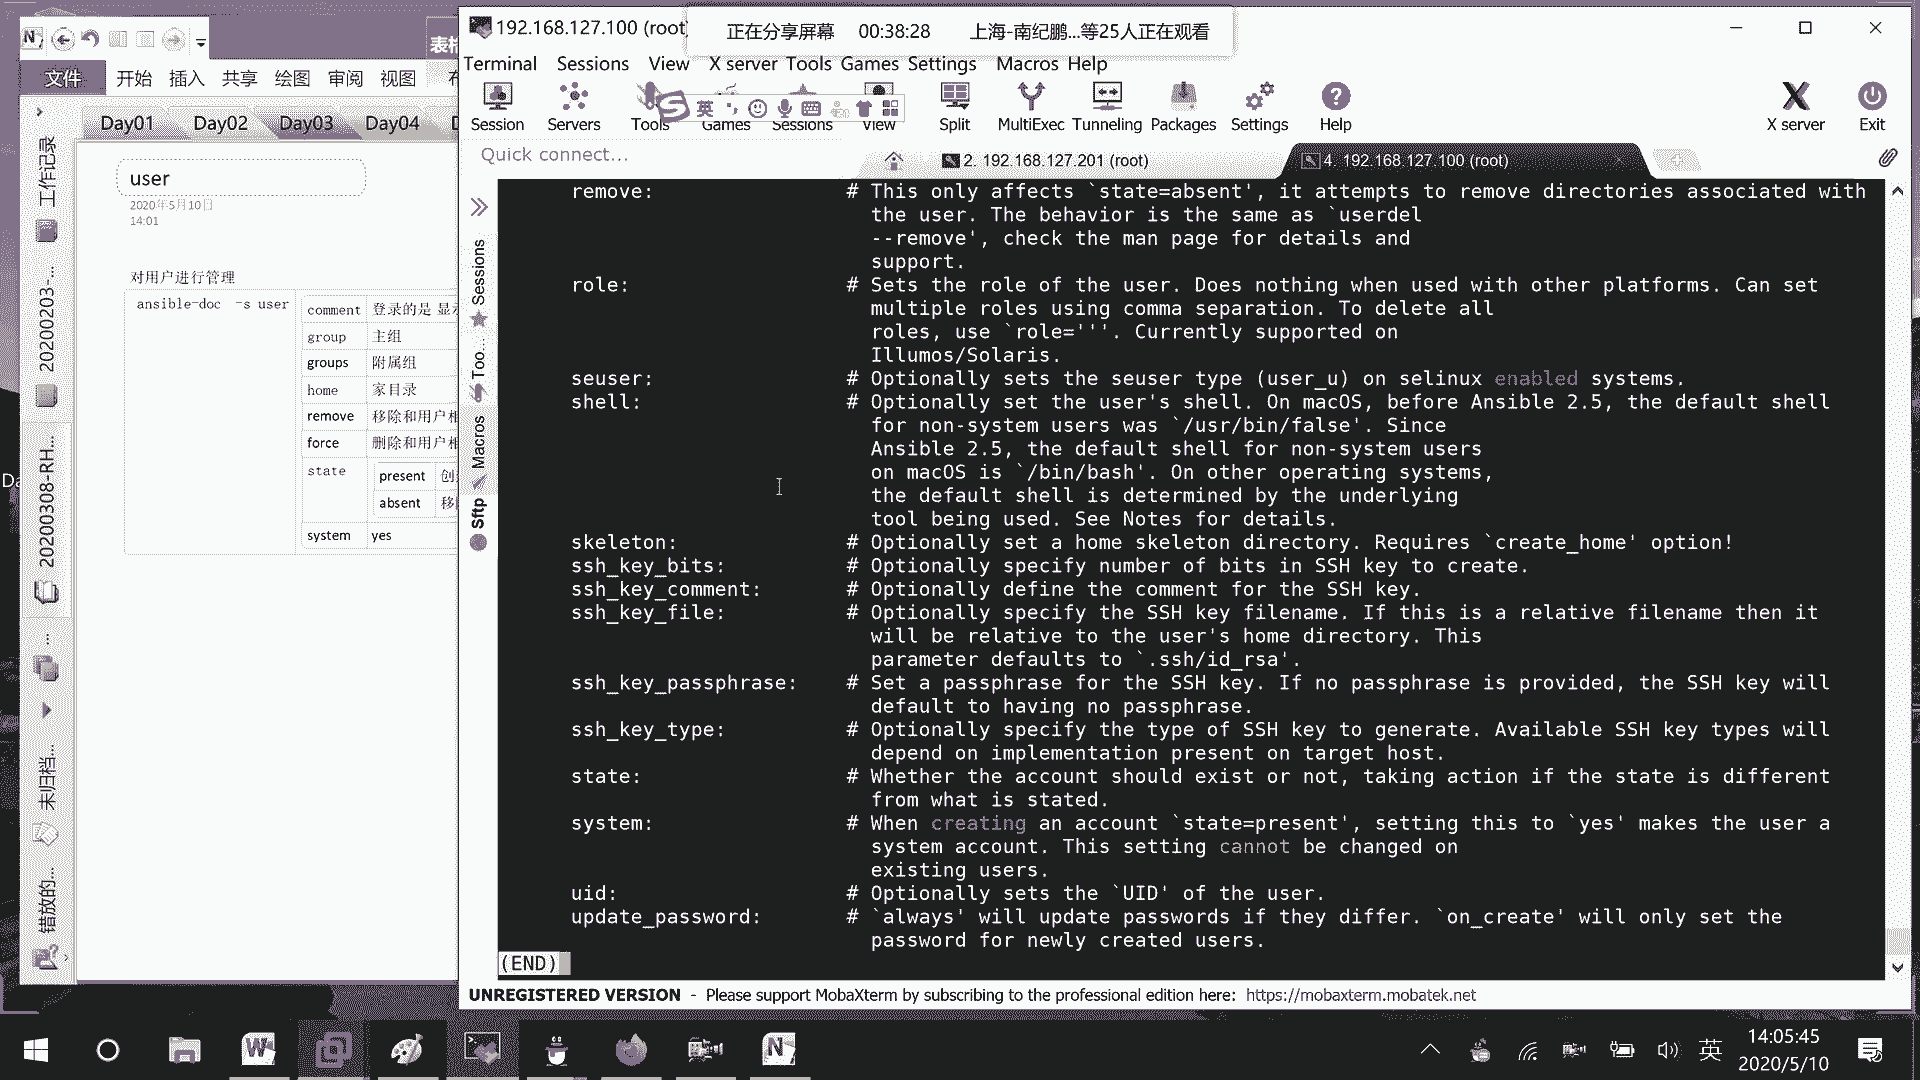 192.168.127.100 (root
正在分享屏幕 00:38:28 上海-南纪鹏...等25人正在观看
表格
Terminal Sessions View X server Tools Games Settings Macros Help
文件 开始 插入 共享 绘图 审阅 视图
英
Session Servers Tools Games Sessions View Split MultiExec Tunneling Packages Settings Help X server Exit
Day01 Day02 Day03 Day04
Quick connect...
2. 192.168.127.201 (root)
4. 192.168.127.100 (root)
工作记录
20200203-...
20200308-RH...
...
未归档...
错放的...
user
2020年5月10日
14:01
对用户进行管理
ansible-doc -s user
comment 登录的是 显示
group 主组
groups 附属组
home 家目录
remove 移除和用户相
force 删除和用户相
state
present 创
absent 移
system yes
Sessions
Too...
Macros
Sftp
remove: # This only affects `state=absent', it attempts to remove directories associated with
the user. The behavior is the same as `userdel
--remove', check the man page for details and
support.
role: # Sets the role of the user. Does nothing when used with other platforms. Can set
multiple roles using comma separation. To delete all
roles, use `role='''. Currently supported on
Illumos/Solaris.
seuser: # Optionally sets the seuser type (user_u) on selinux enabled systems.
shell: # Optionally set the user's shell. On macOS, before Ansible 2.5, the default shell
for non-system users was `/usr/bin/false'. Since
Ansible 2.5, the default shell for non-system users
on macOS is `/bin/bash'. On other operating systems,
the default shell is determined by the underlying
tool being used. See Notes for details.
skeleton: # Optionally set a home skeleton directory. Requires `create_home' option!
ssh_key_bits: # Optionally specify number of bits in SSH key to create.
ssh_key_comment: # Optionally define the comment for the SSH key.
ssh_key_file: # Optionally specify the SSH key filename. If this is a relative filename then it
will be relative to the user's home directory. This
parameter defaults to `.ssh/id_rsa'.
ssh_key_passphrase: # Set a passphrase for the SSH key. If no passphrase is provided, the SSH key will
default to having no passphrase.
ssh_key_type: # Optionally specify the type of SSH key to generate. Available SSH key types will
depend on implementation present on target host.
state: # Whether the account should exist or not, taking action if the state is different
from what is stated.
system: # When creating an account `state=present', setting this to `yes' makes the user a
system account. This setting cannot be changed on
existing users.
uid: # Optionally sets the `UID' of the user.
update_password: # `always' will update passwords if they differ. `on_create' will only set the
password for newly created users.
(END)
UNREGISTERED VERSION - Please support MobaXterm by subscribing to the professional edition here: https://mobaxterm.mobatek.net
英
14:05:45
2020/5/10